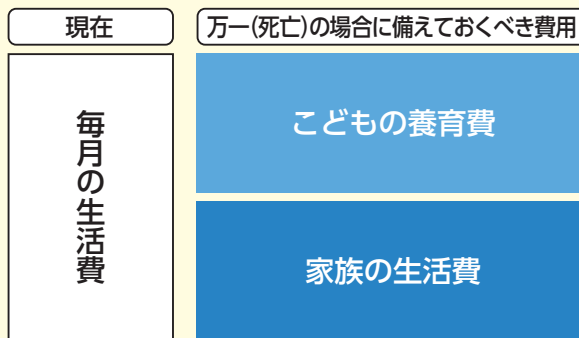 現在
万一(死亡)の場合に備えておくべき費用
毎月の生活費
こどもの養育費
家族の生活費